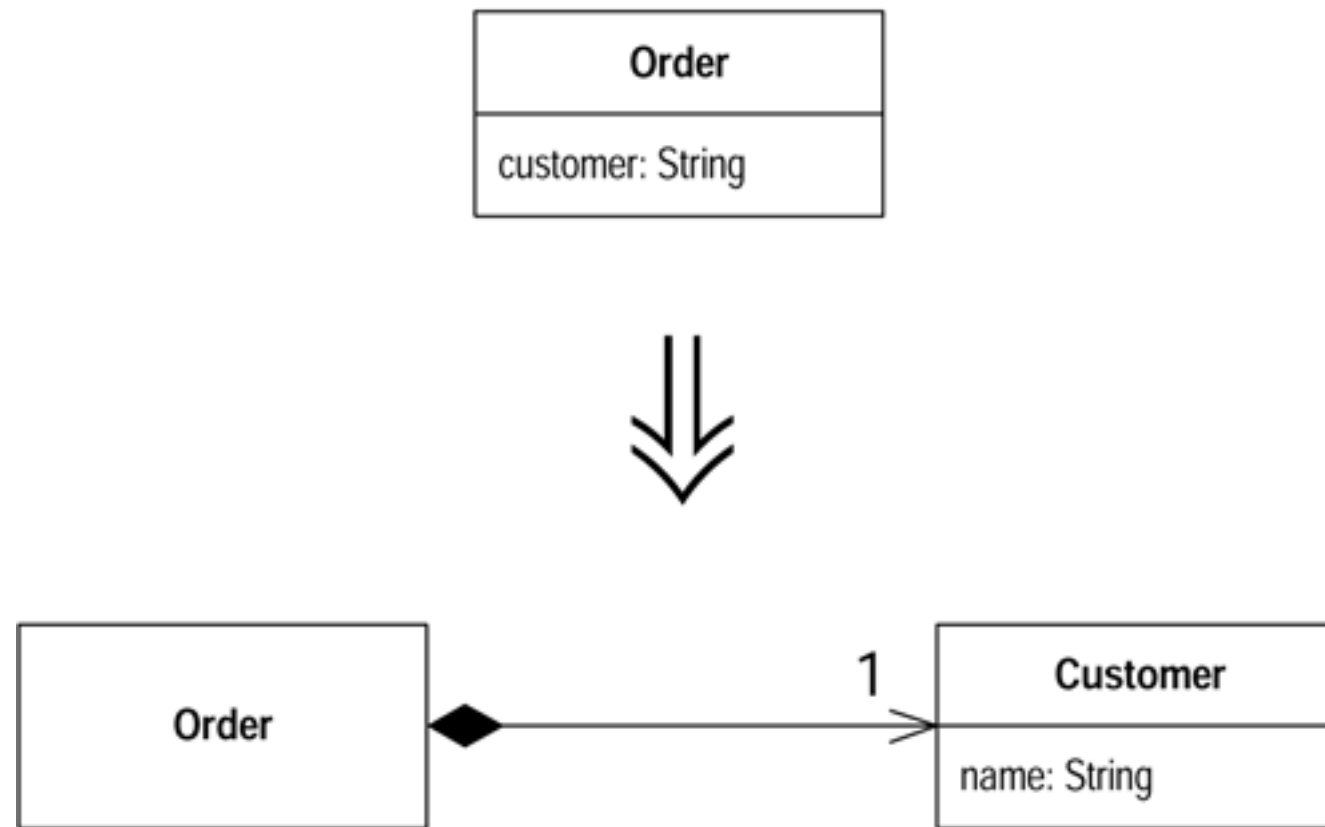 Order
customer: String
Order
1
Customer
name: String